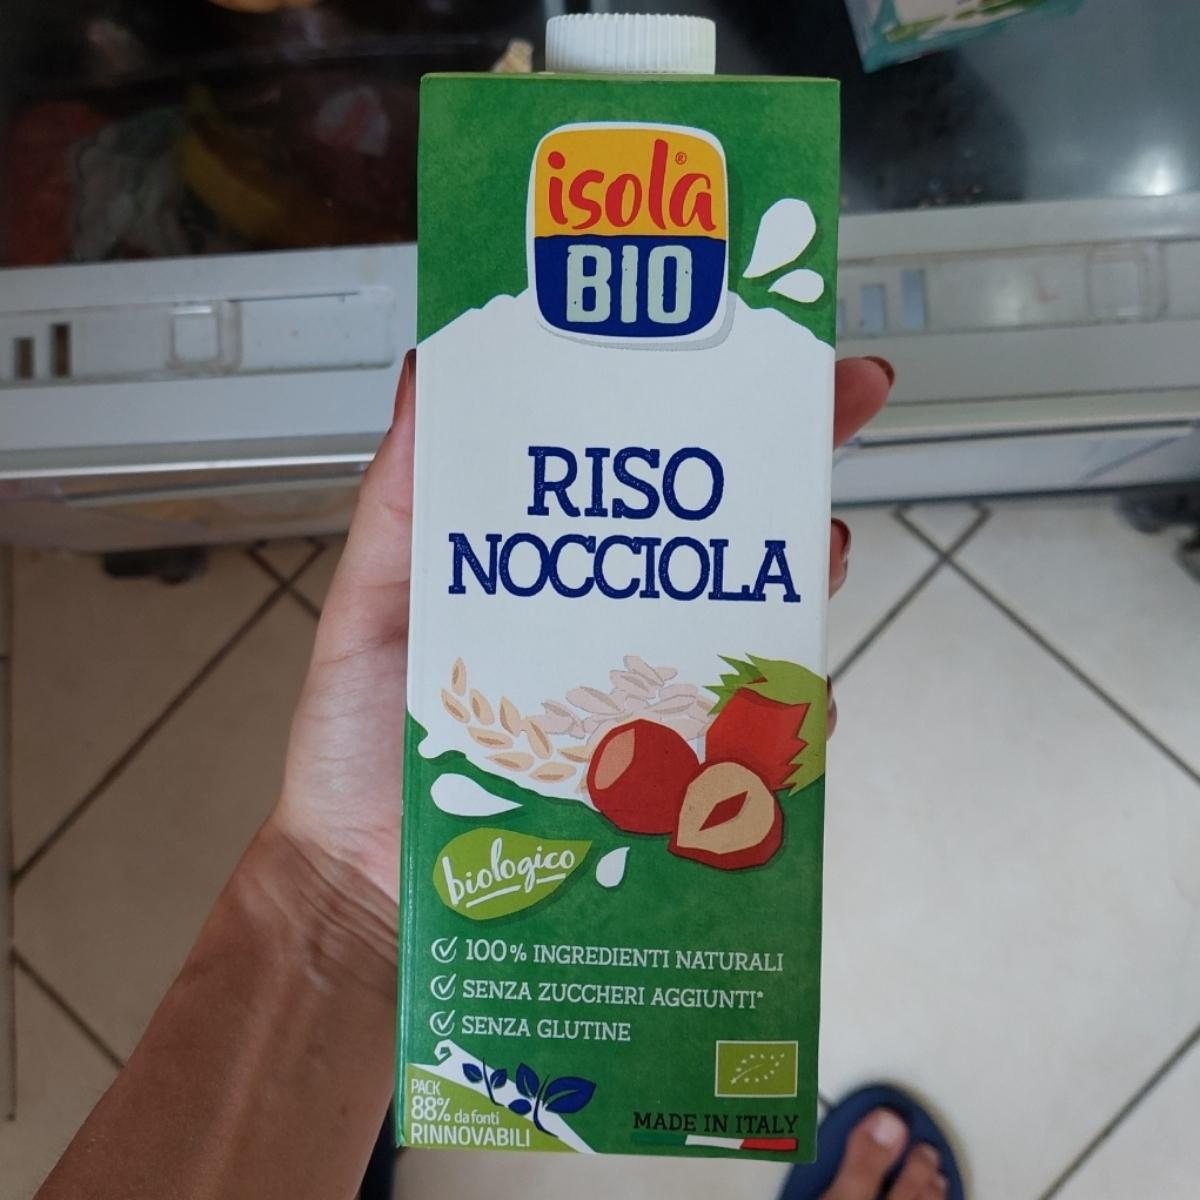 isola®
BIO
RISO
NOCCIOLA
biologico
100% INGREDIENTI NATURALI
SENZA ZUCCHERI AGGIUNTI*
SENZA GLUTINE
PACK
88% da fonti
RINNOVABILI
MADE IN ITALY